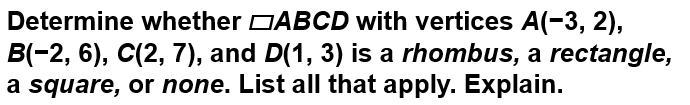 Determine whether ▱ABCD with vertices A(−3, 2),
B(−2, 6), C(2, 7), and D(1, 3) is a rhombus, a rectangle,
a square, or none. List all that apply. Explain.